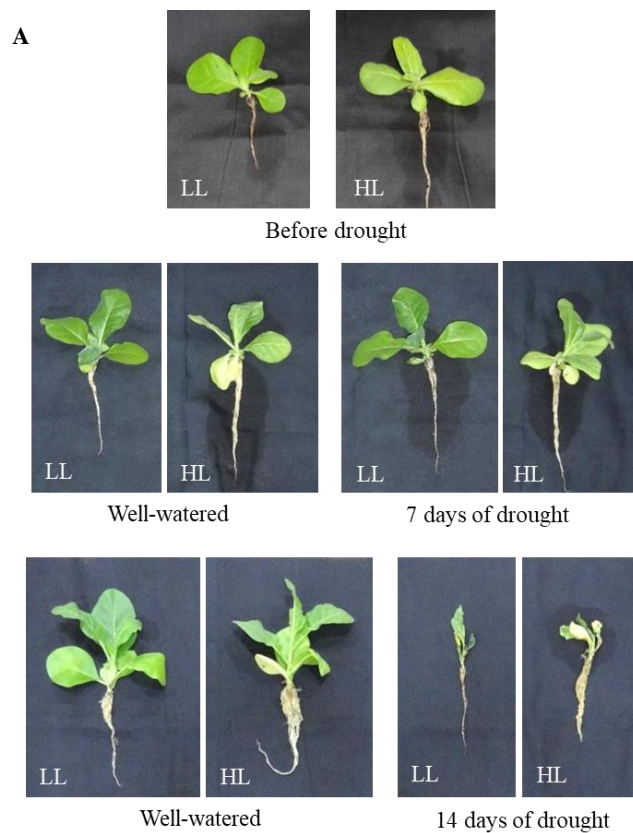 A
LL
HL
Before drought
LL
HL
LL
HL
Well-watered
7 days of drought
LL
HL
LL
HL
Well-watered
14 days of drought